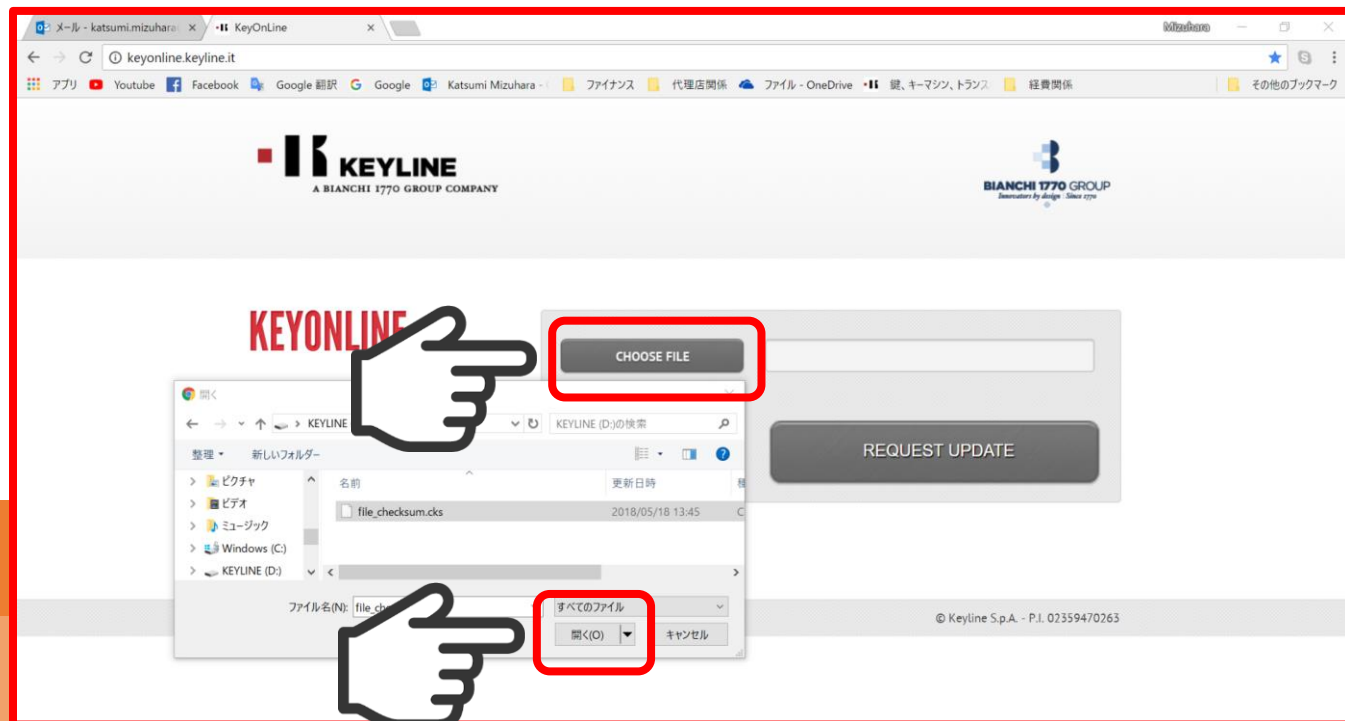 メール - katsumi.mizuhara
KeyOnLine
Mizuhara
keyonline.keyline.it
アプリ Youtube Facebook Google 翻訳 Google Katsumi Mizuhara - ファイナンス 代理店関係 ファイル - OneDrive 鍵、キーマシン、トランス 経費関係 その他のブックマーク
KEYLINE
A BIANCHI 1770 GROUP COMPANY
BIANCHI 1770 GROUP
Innovators by design | Since 1770
KEYONLINE
CHOOSE FILE
REQUEST UPDATE
開く
KEYLINE
KEYLINE (D:)の検索
整理 新しいフォルダー
ピクチャ
ビデオ
ミュージック
Windows (C:)
KEYLINE (D:)
名前 更新日時
file_checksum.cks 2018/05/18 13:45
ファイル名(N): すべてのファイル
開く(O) キャンセル
© Keyline S.p.A. - P.I. 02359470263